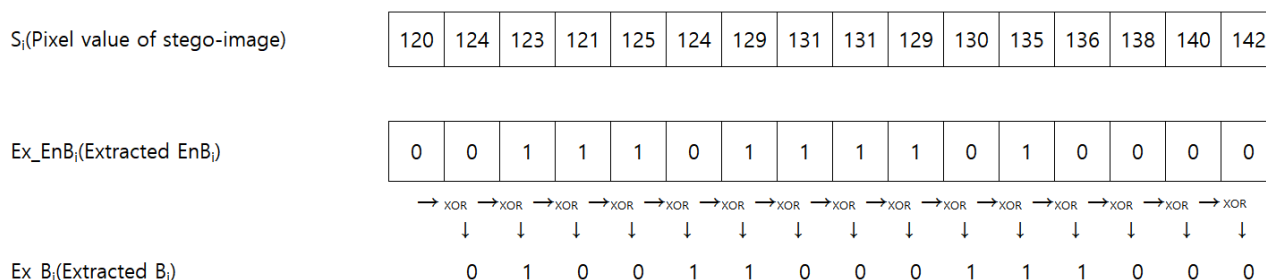 Sᵢ(Pixel value of stego-image) 120 124 123 121 125 124 129 131 131 129 130 135 136 138 140 142
Ex_EnBᵢ(Extracted EnBᵢ) 0 0 1 1 1 0 1 1 1 1 0 1 0 0 0 0
→ XOR → XOR → XOR → XOR → XOR → XOR → XOR → XOR → XOR → XOR → XOR → XOR → XOR → XOR → XOR
↓ ↓ ↓ ↓ ↓ ↓ ↓ ↓ ↓ ↓ ↓ ↓ ↓ ↓ ↓
Ex_Bᵢ(Extracted Bᵢ) 0 1 0 0 1 1 0 0 0 1 1 1 0 0 0